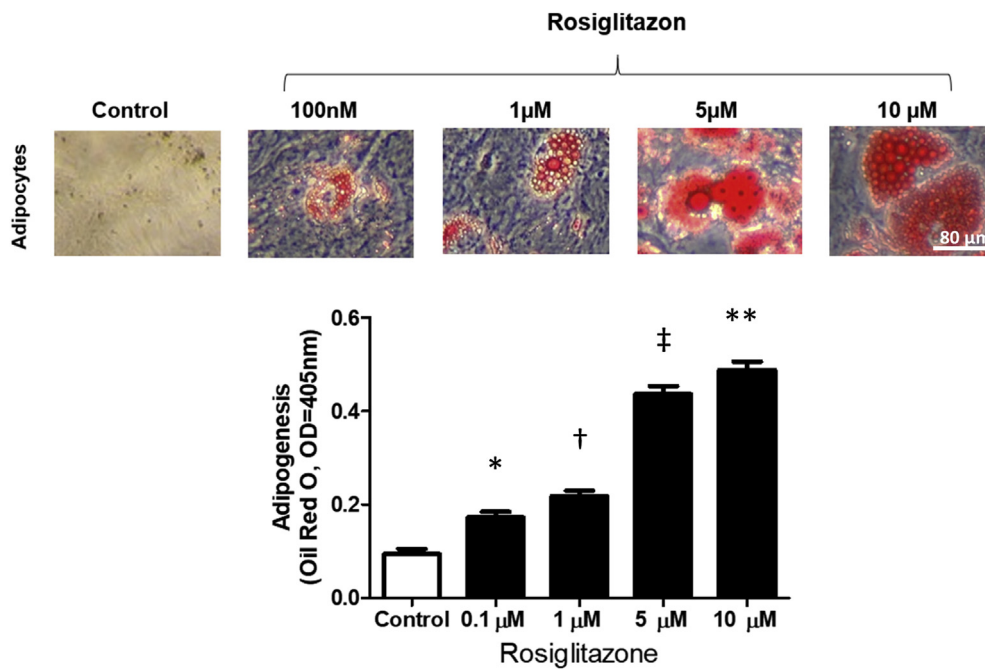 Rosiglitazon
Control 100nM 1µM 5µM 10 µM
Adipocytes
80 µm
Adipogenesis
(Oil Red O, OD=405nm)
0.6
0.4
0.2
0.0
* † ‡ **
Control 0.1 µM 1 µM 5 µM 10 µM
Rosiglitazone